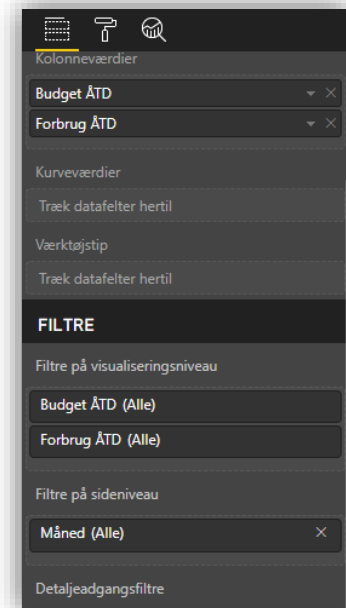 Kolonneværdier
Budget ÅTD
Forbrug ÅTD
Kurveværdier
Træk datafelter hertil
Værktøjstip
Træk datafelter hertil
FILTRE
Filtre på visualiseringsniveau
Budget ÅTD (Alle)
Forbrug ÅTD (Alle)
Filtre på sideniveau
Måned (Alle)
Detaljeadgangsfiltre